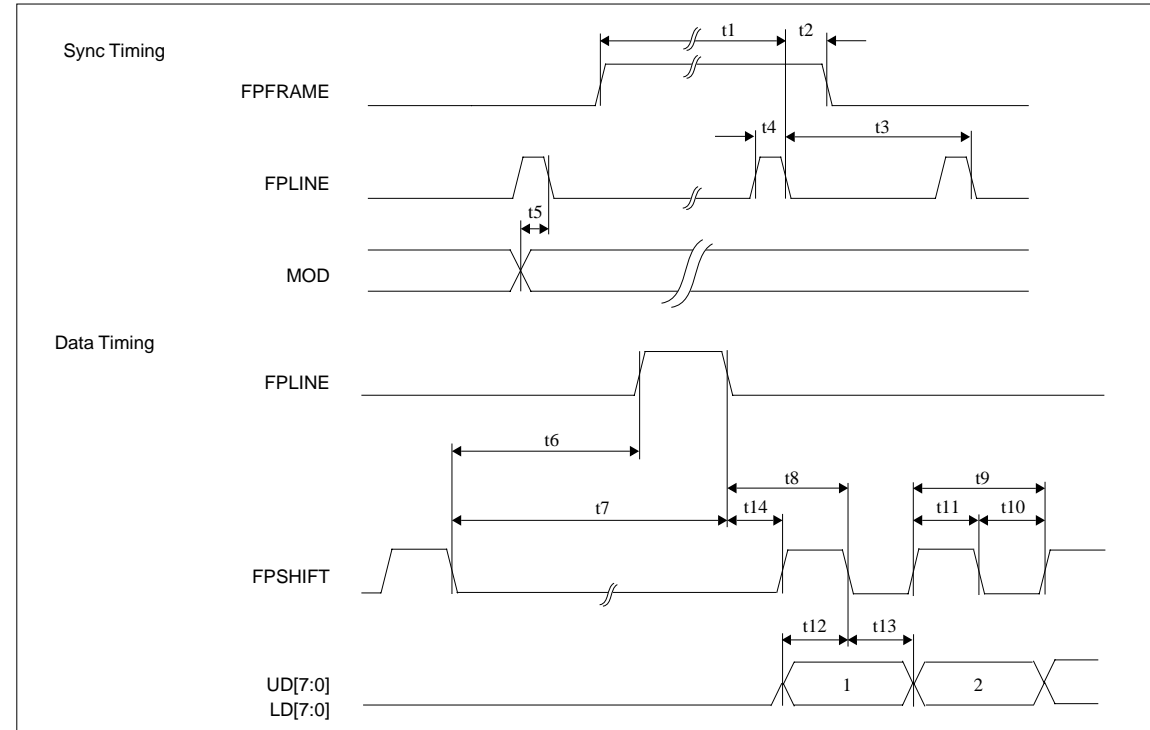 Sync Timing
t1
t2
FPFRAME
t4
t3
FPLINE
t5
MOD
Data Timing
FPLINE
t6
t8
t9
t7
t14
t11
t10
FPSHIFT
t12
t13
UD[7:0]
1
2
LD[7:0]